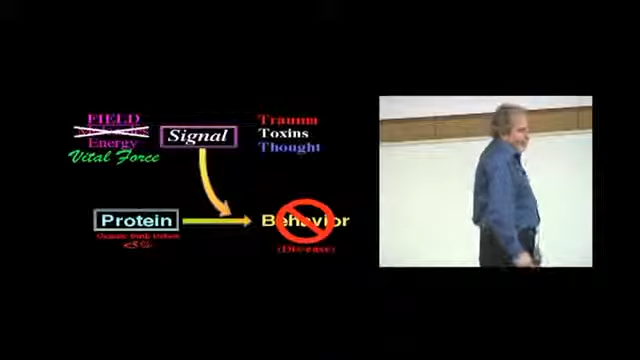 FIELD
Energy
Vital Force
Signal
Trauma
Toxins
Thought
Protein
Behavior
(Dis-ease)